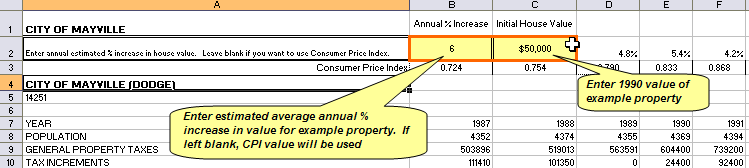 A B C D E F
Annual % Increase Initial House Value
1 CITY OF MAYVILLE
2 Enter annual estimated % increase in house value. Leave blank if you want to use Consumer Price Index. 6 $50,000 4.8% 5.4% 4.2%
3 Consumer Price Index: 0.724 0.754 0.790 0.833 0.868
4 CITY OF MAYVILLE (DODGE)
5 14251
6
Enter 1990 value of
example property
Enter estimated average annual %
increase in value for example property. If
left blank, CPI value will be used
7 YEAR 1987 1988 1989 1990 1991
8 POPULATION 4352 4374 4355 4369 4394
9 GENERAL PROPERTY TAXES 503896 519013 563591 604400 739200
10 TAX INCREMENTS 111410 101350 0 24400 92400